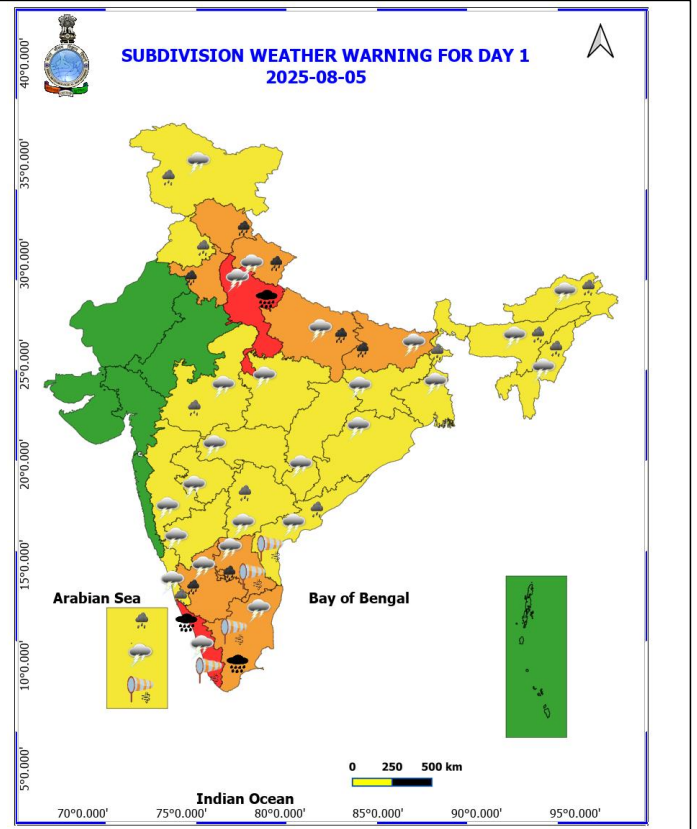 SUBDIVISION WEATHER WARNING FOR DAY 1
2025-08-05
40°0.000'
35°0.000'
30°0.000'
25°0.000'
20°0.000'
15°0.000'
10°0.000'
5°0.000'
Arabian Sea
Bay of Bengal
0 250 500 km
Indian Ocean
70°0.000' 75°0.000' 80°0.000' 85°0.000' 90°0.000' 95°0.000'